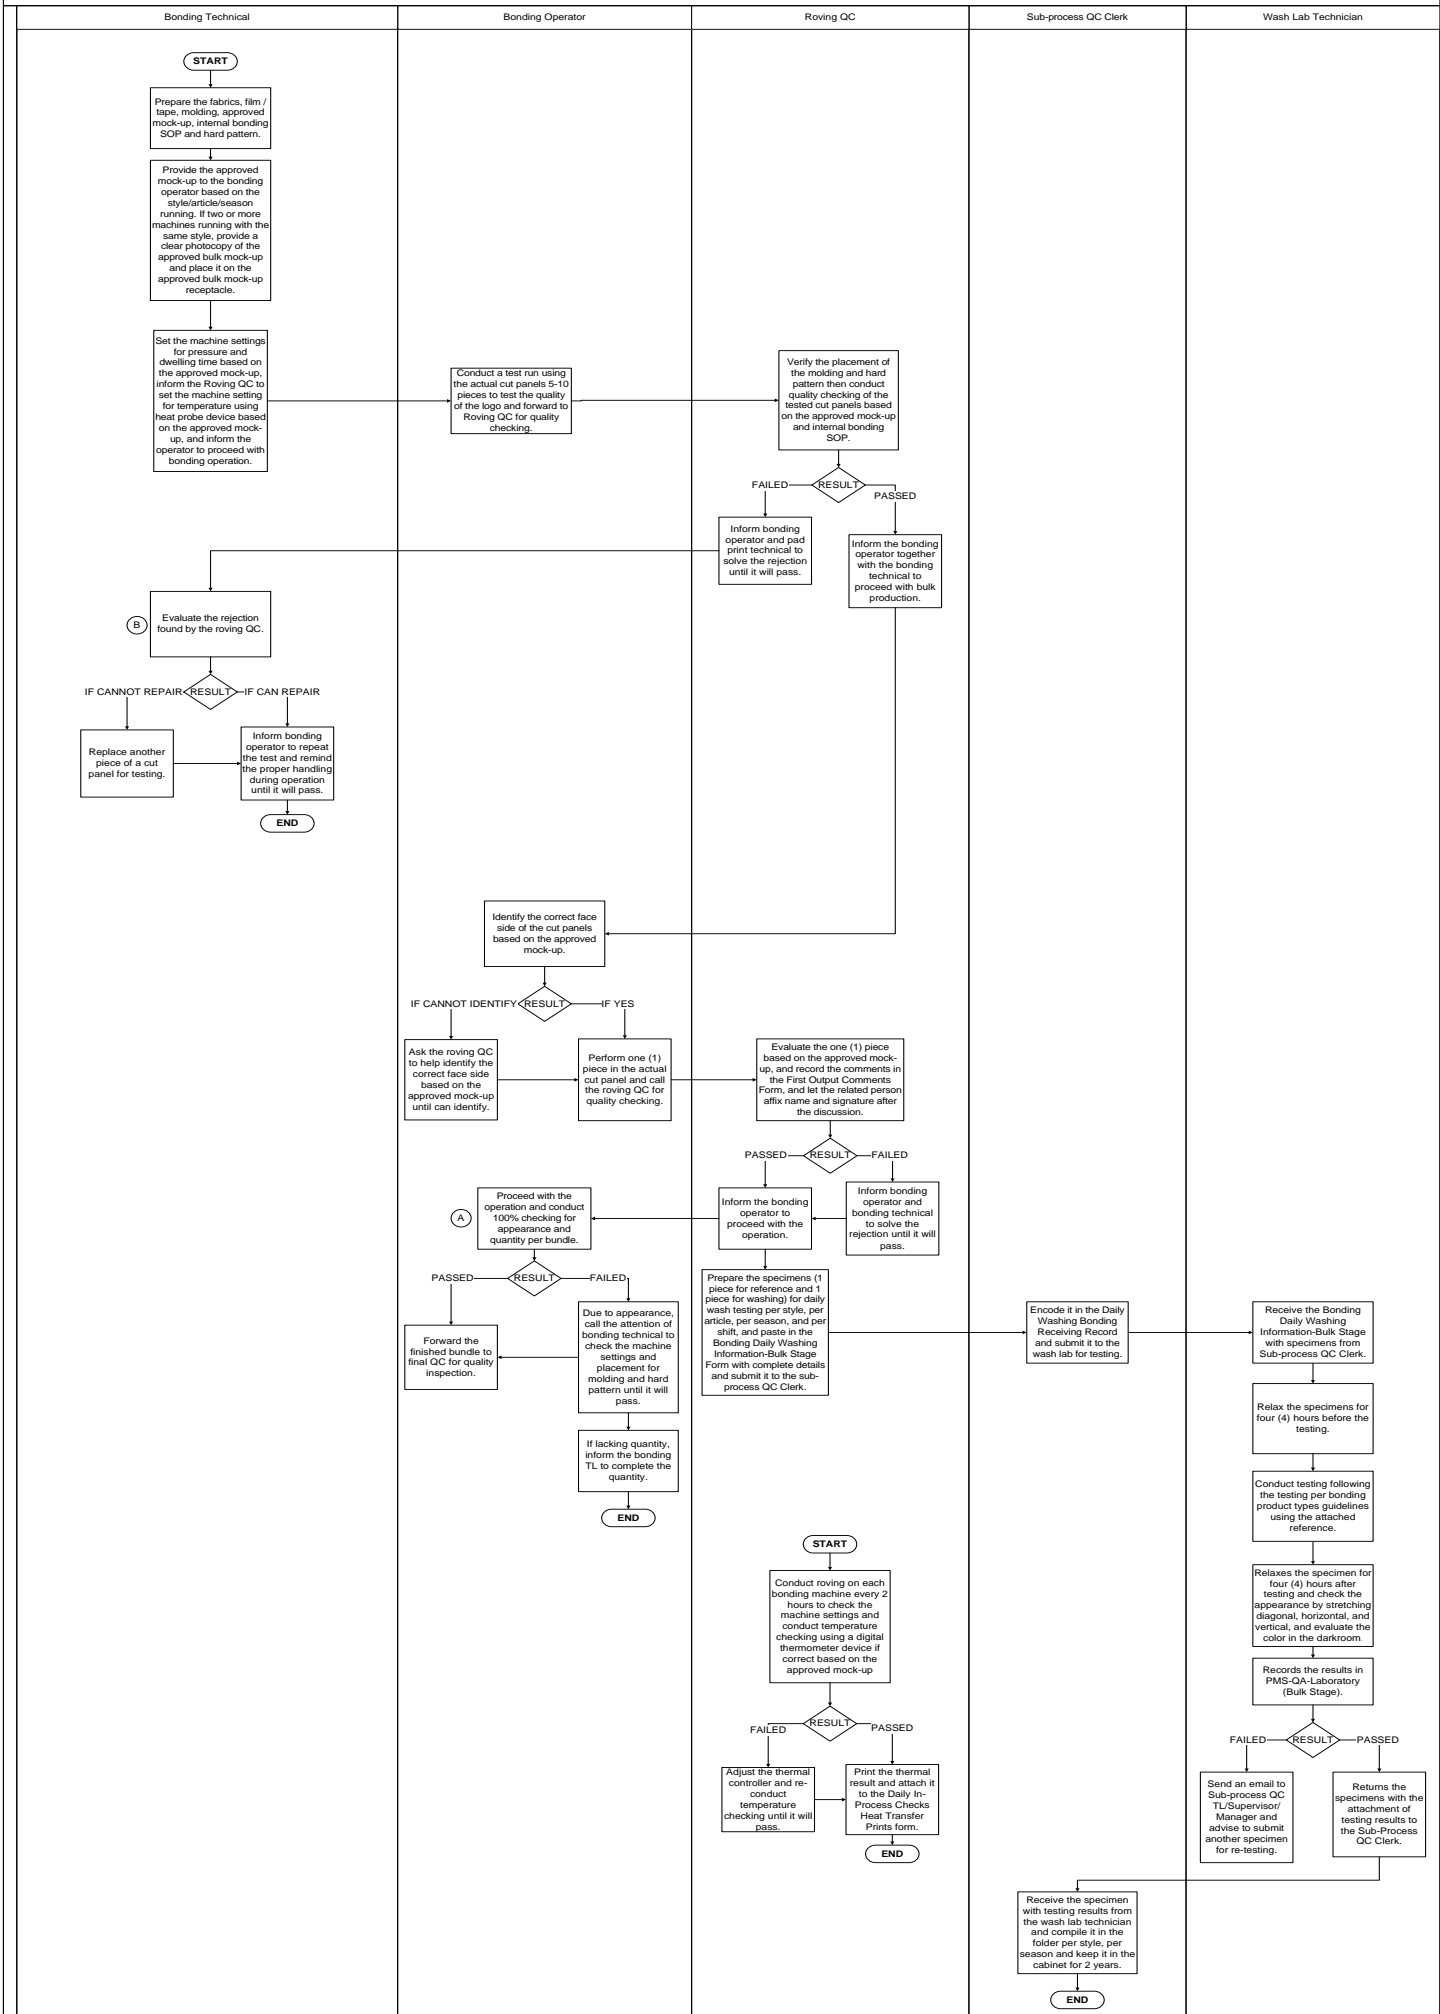 Bonding Technical
Bonding Operator
Roving QC
Sub-process QC Clerk
Wash Lab Technician
START
Prepare the fabrics, film /
tape, molding, approved
mock-up, internal bonding
SOP and hard pattern.
Provide the approved
mock-up to the bonding
operator based on the
style/article/season
running. If two or more
machines running with the
same style, provide a
clear photocopy of the
approved bulk mock-up
and place it on the
approved bulk mock-up
receptacle.
Set the machine settings
for pressure and
dwelling time based on
the approved mock-up,
inform the Roving QC to
set the machine setting
for temperature using
heat probe device based
on the approved mock-
up, and inform the
operator to proceed with
bonding operation.
Conduct a test run using
the actual cut panels 5-10
pieces to test the quality
of the logo and forward to
Roving QC for quality
checking.
Verify the placement of
the molding and hard
pattern then conduct
quality checking of the
tested cut panels based
on the approved mock-up
and internal bonding
SOP.
FAILED
RESULT
PASSED
Inform bonding
operator and pad
print technical to
solve the rejection
until it will pass.
Inform the bonding
operator together
with the bonding
technical to
proceed with bulk
production.
B
Evaluate the rejection
found by the roving QC.
IF CANNOT REPAIR
RESULT
IF CAN REPAIR
Replace another
piece of a cut
panel for testing.
Inform bonding
operator to repeat
the test and remind
the proper handling
during operation
until it will pass.
END
Identify the correct face
side of the cut panels
based on the approved
mock-up.
IF CANNOT IDENTIFY
RESULT
IF YES
Ask the roving QC
to help identify the
correct face side
based on the
approved mock-up
until can identify.
Perform one (1)
piece in the actual
cut panel and call
the roving QC for
quality checking.
Evaluate the one (1) piece
based on the approved mock-
up, and record the comments in
the First Output Comments
Form, and let the related person
affix name and signature after
the discussion.
PASSED
RESULT
FAILED
Inform the bonding
operator to
proceed with the
operation.
Inform bonding
operator and
bonding technical
to solve the
rejection until it will
pass.
A
Proceed with the
operation and conduct
100% checking for
appearance and
quantity per bundle.
PASSED
RESULT
FAILED
Forward the
finished bundle to
final QC for quality
inspection.
Due to appearance,
call the attention of
bonding technical to
check the machine
settings and
placement for
molding and hard
pattern until it will
pass.
If lacking quantity,
inform the bonding
TL to complete the
quantity.
END
Prepare the specimens (1
piece for reference and 1
piece for washing) for daily
wash testing per style, per
article, per season, and per
shift, and paste in the
Bonding Daily Washing
Information-Bulk Stage
Form with complete details
and submit it to the sub-
process QC Clerk.
Encode it in the Daily
Washing Bonding
Receiving Record
and submit it to the
wash lab for testing.
Receive the Bonding
Daily Washing
Information-Bulk Stage
with specimens from
Sub-process QC Clerk.
Relax the specimens for
four (4) hours before the
testing.
Conduct testing following
the testing per bonding
product types guidelines
using the attached
reference.
Relaxes the specimen for
four (4) hours after
testing and check the
appearance by stretching
diagonal, horizontal, and
vertical, and evaluate the
color in the darkroom.
Records the results in
PMS-QA-Laboratory
(Bulk Stage).
FAILED
RESULT
PASSED
Send an email to
Sub-process QC
TL/Supervisor/
Manager and
advise to submit
another specimen
for re-testing.
Returns the
specimens with the
attachment of
testing results to
the Sub-Process
QC Clerk.
START
Conduct roving on each
bonding machine every 2
hours to check the
machine settings and
conduct temperature
checking using a digital
thermometer device if
correct based on the
approved mock-up
FAILED
RESULT
PASSED
Adjust the thermal
controller and re-
conduct
temperature
checking until it will
pass.
Print the thermal
result and attach it
to the Daily In-
Process Checks
Heat Transfer
Prints form.
END
Receive the specimen
with testing results from
the wash lab technician
and compile it in the
folder per style, per
season and keep it in the
cabinet for 2 years.
END